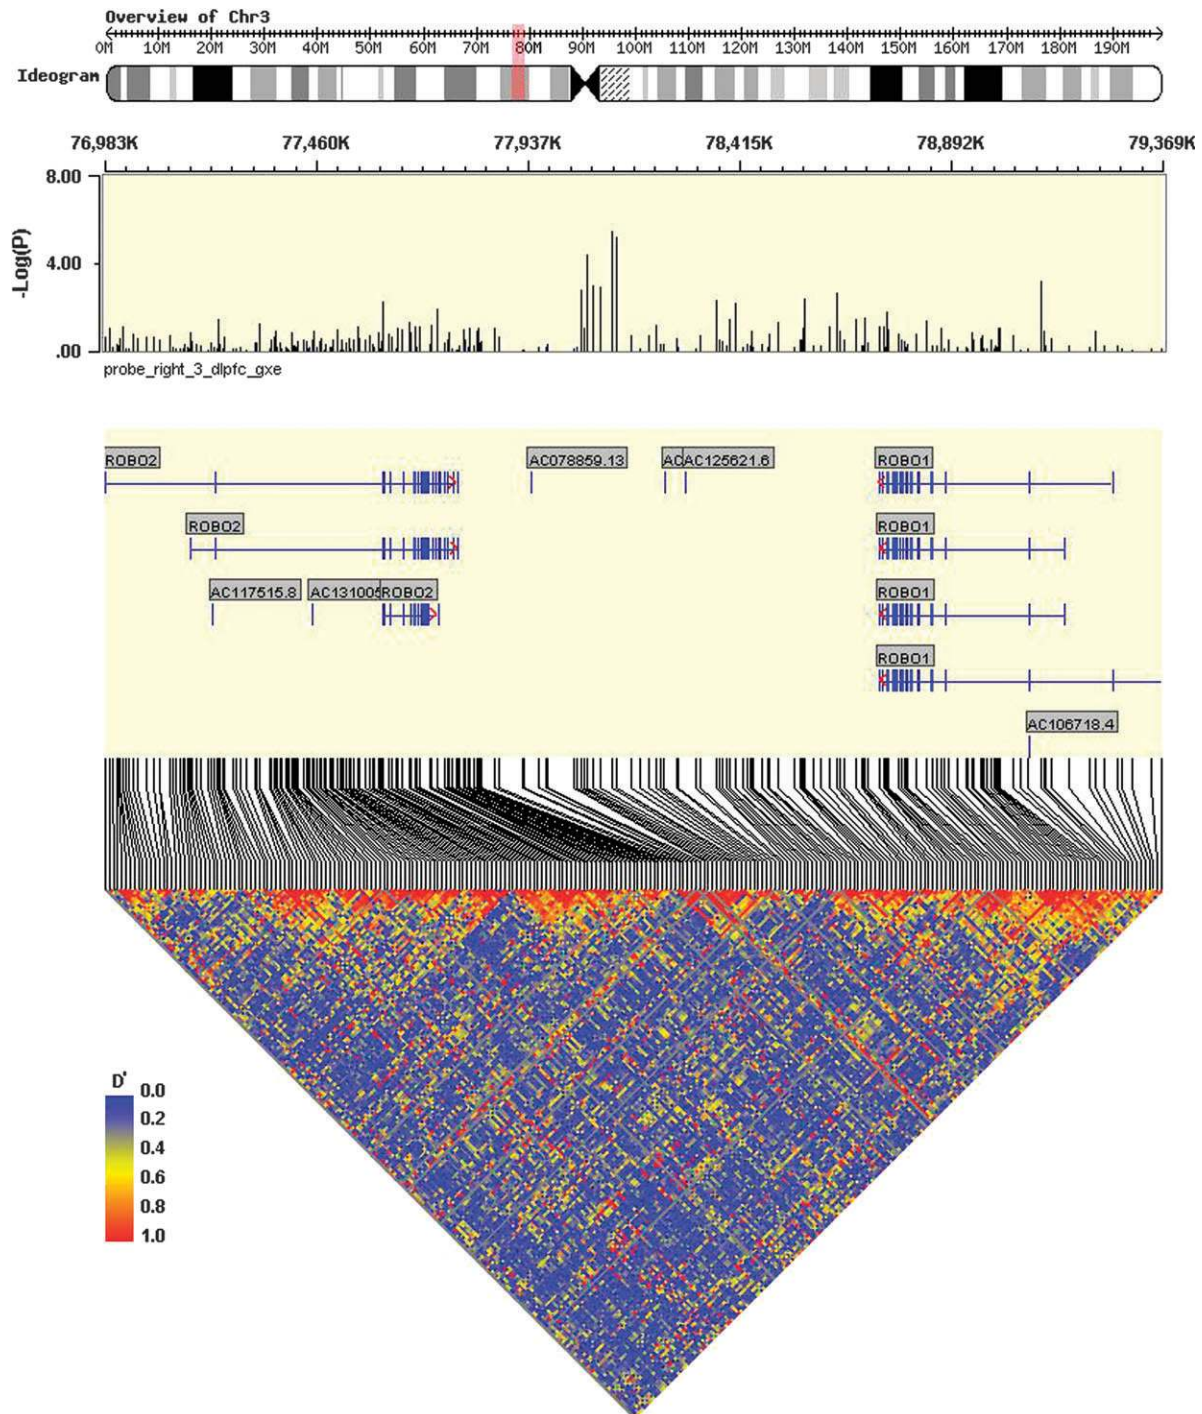 Overview of Chr3
0M 10M 20M 30M 40M 50M 60M 70M 80M 90M 100M 110M 120M 130M 140M 150M 160M 170M 180M 190M
Ideogram
76,983K 77,460K 77,937K 78,415K 78,892K 79,369K
8.00
4.00
.00
-Log(P)
probe_right_3_dlpfc_gxe
ROBO2 AC078859.13 AC AC125621.6 ROBO1
ROBO2 ROBO1
AC117515.8 AC131005 ROBO2 ROBO1
ROBO1
AC106718.4
D'
0.0
0.2
0.4
0.6
0.8
1.0